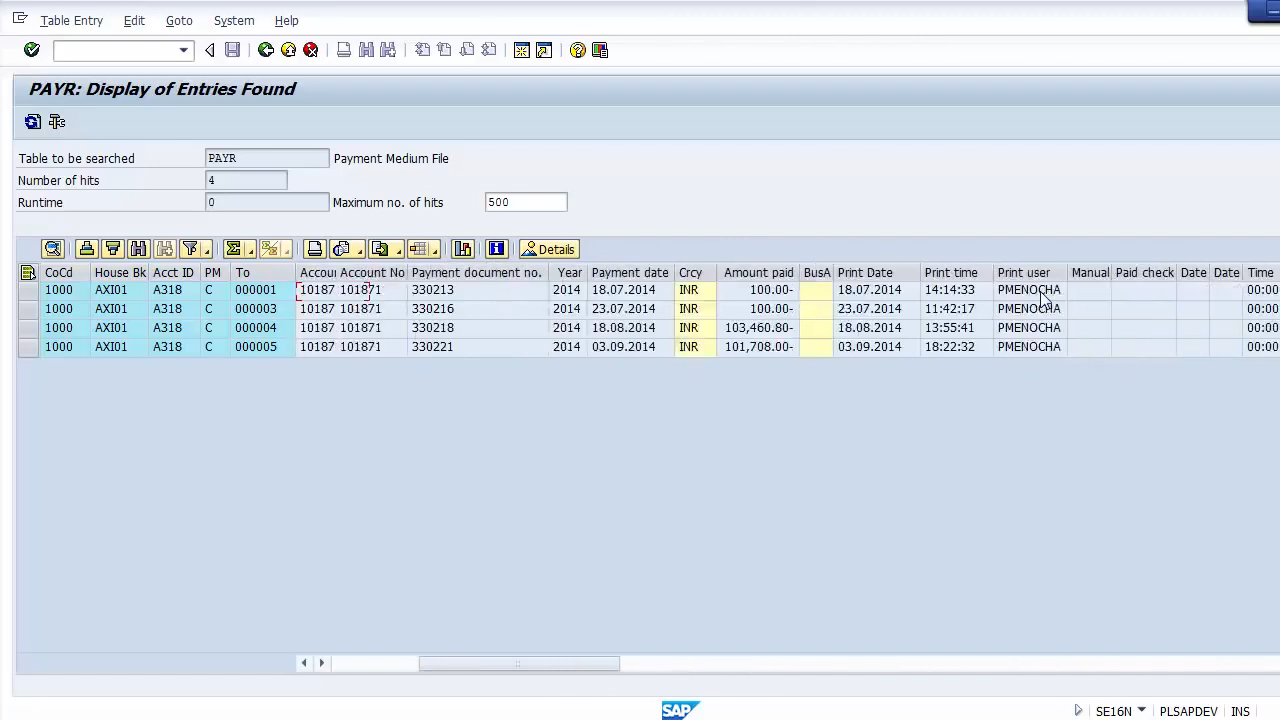 Table Entry Edit Goto System Help
PAYR: Display of Entries Found
Table to be searched PAYR Payment Medium File
Number of hits 4
Runtime 0 Maximum no. of hits 500
Details
CoCd House Bk Acct ID PM To Accou Account No Payment document no. Year Payment date Crcy Amount paid BusA Print Date Print time Print user Manual Paid check Date Date Time
1000 AXI01 A318 C 000001 10187 101871 330213 2014 18.07.2014 INR 100.00- 18.07.2014 14:14:33 PMENOCHA 00:00
1000 AXI01 A318 C 000003 10187 101871 330216 2014 23.07.2014 INR 100.00- 23.07.2014 11:42:17 PMENOCHA 00:00
1000 AXI01 A318 C 000004 10187 101871 330218 2014 18.08.2014 INR 103,460.80- 18.08.2014 13:55:41 PMENOCHA 00:00
1000 AXI01 A318 C 000005 10187 101871 330221 2014 03.09.2014 INR 101,708.00- 03.09.2014 18:22:32 PMENOCHA 00:00
SAP SE16N PLSAPDEV INS